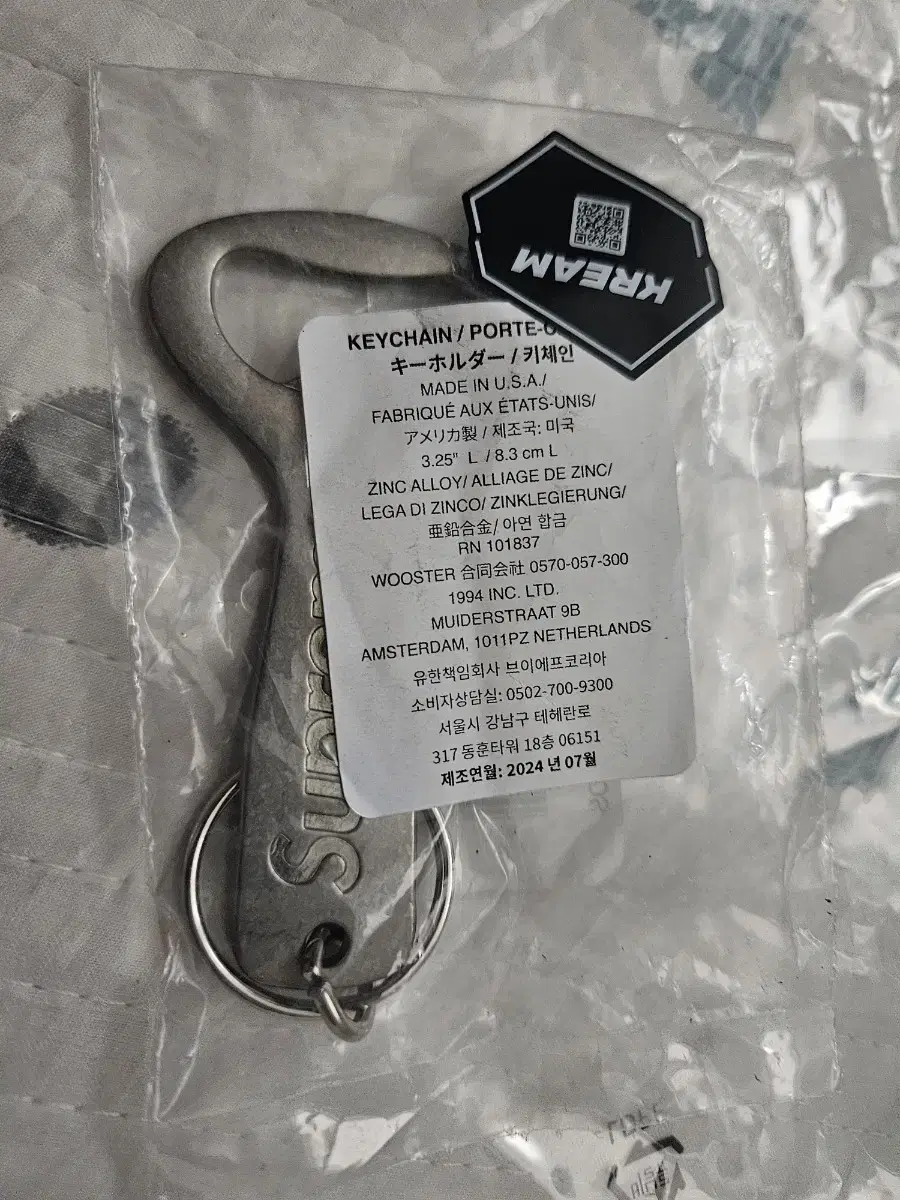 KREAM
KEYCHAIN / PORTE-
キーホルダー / 키체인
MADE IN U.S.A./
FABRIQUÉ AUX ÉTATS-UNIS/
アメリカ製 / 제조국: 미국
3.25" L / 8.3 cm L
ZINC ALLOY/ ALLIAGE DE ZINC/
LEGA DI ZINCO/ ZINKLEGIERUNG/
亜鉛合金/ 아연 합금
RN 101837
WOOSTER 合同会社 0570-057-300
1994 INC. LTD.
MUIDERSTRAAT 9B
AMSTERDAM, 1011PZ NETHERLANDS
유한책임회사 브이에프코리아
소비자상담실: 0502-700-9300
서울시 강남구 테헤란로
317 동훈타워 18층 06151
제조연월: 2024 년 07월
Suprem